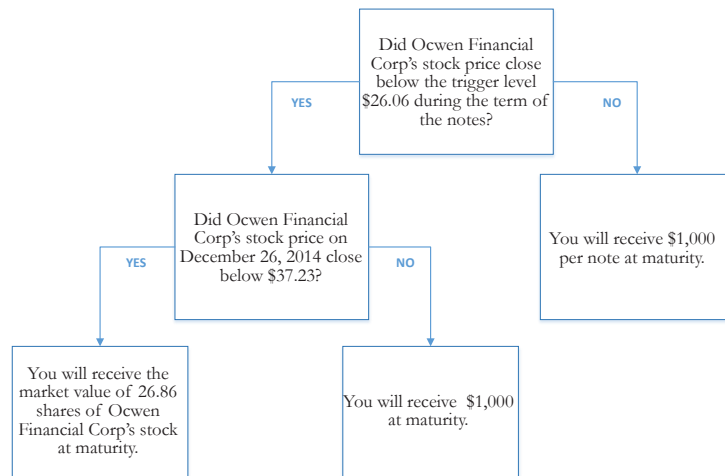 Did Ocwen Financial
Corp's stock price close
below the trigger level
$26.06 during the term of
the notes?
YES
NO
Did Ocwen Financial
Corp's stock price on
December 26, 2014 close
below $37.23?
You will receive $1,000
per note at maturity.
YES
NO
You will receive the
market value of 26.86
shares of Ocwen
Financial Corp's stock
at maturity.
You will receive $1,000
at maturity.